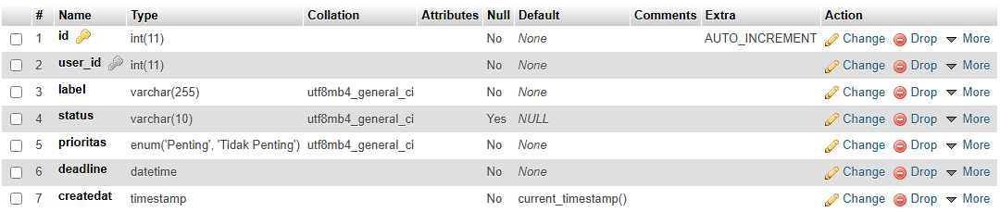 # Name Type Collation Attributes Null Default Comments Extra Action
1 id int(11) No None AUTO_INCREMENT Change Drop More
2 user_id int(11) No None Change Drop More
3 label varchar(255) utf8mb4_general_ci No None Change Drop More
4 status varchar(10) utf8mb4_general_ci Yes NULL Change Drop More
5 prioritas enum('Penting', 'Tidak Penting') utf8mb4_general_ci No None Change Drop More
6 deadline datetime No None Change Drop More
7 createdat timestamp No current_timestamp() Change Drop More